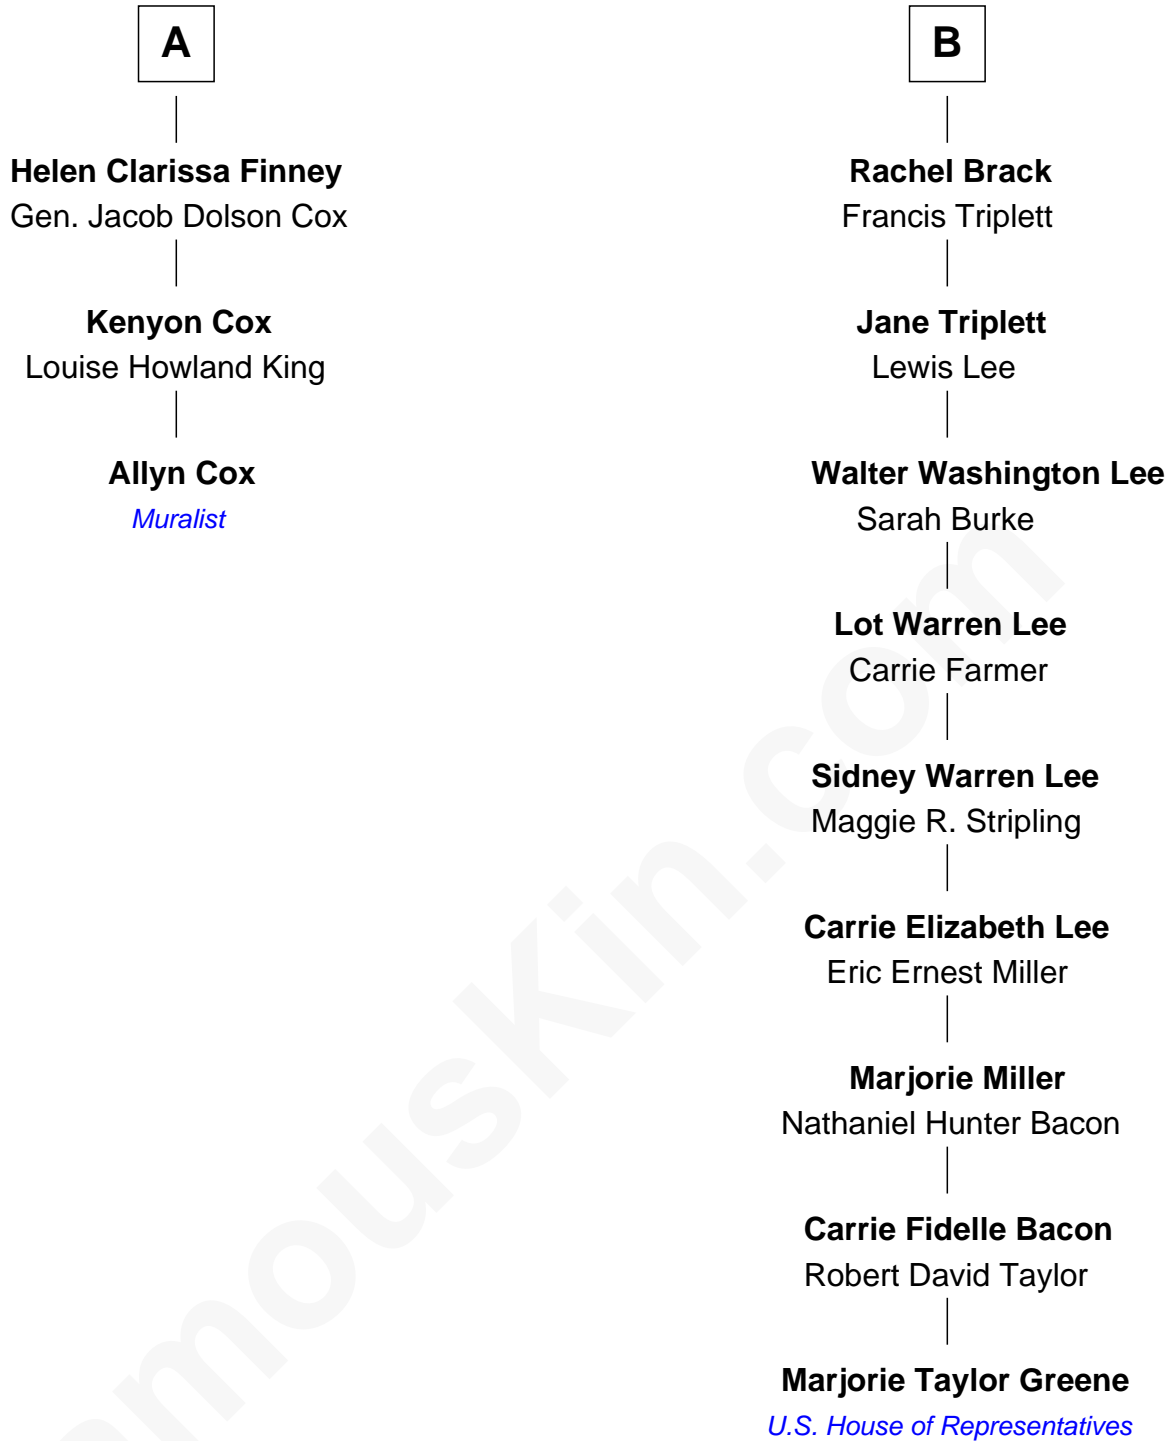 A
Helen Clarissa Finney
Gen. Jacob Dolson Cox
Kenyon Cox
Louise Howland King
Allyn Cox
Muralist
B
Rachel Brack
Francis Triplett
Jane Triplett
Lewis Lee
Walter Washington Lee
Sarah Burke
Lot Warren Lee
Carrie Farmer
Sidney Warren Lee
Maggie R. Stripling
Carrie Elizabeth Lee
Eric Ernest Miller
Marjorie Miller
Nathaniel Hunter Bacon
Carrie Fidelle Bacon
Robert David Taylor
Marjorie Taylor Greene
U.S. House of Representatives
amouskin.com